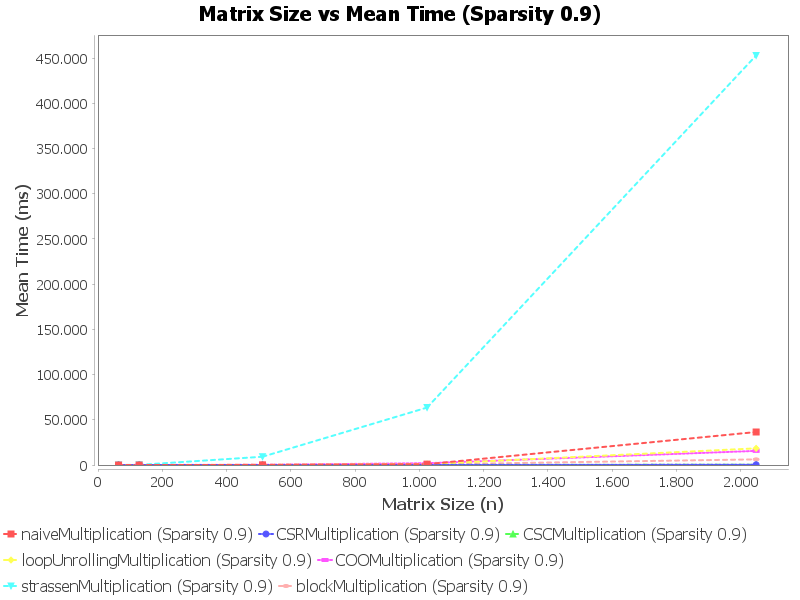 Matrix Size vs Mean Time (Sparsity 0.9)
Mean Time (ms)
450.000
400.000
350.000
300.000
250.000
200.000
150.000
100.000
50.000
0
0 200 400 600 800 1.000 1.200 1.400 1.600 1.800 2.000
Matrix Size (n)
naiveMultiplication (Sparsity 0.9) CSRMultiplication (Sparsity 0.9) CSCMultiplication (Sparsity 0.9)
loopUnrollingMultiplication (Sparsity 0.9) COOMultiplication (Sparsity 0.9)
strassenMultiplication (Sparsity 0.9) blockMultiplication (Sparsity 0.9)